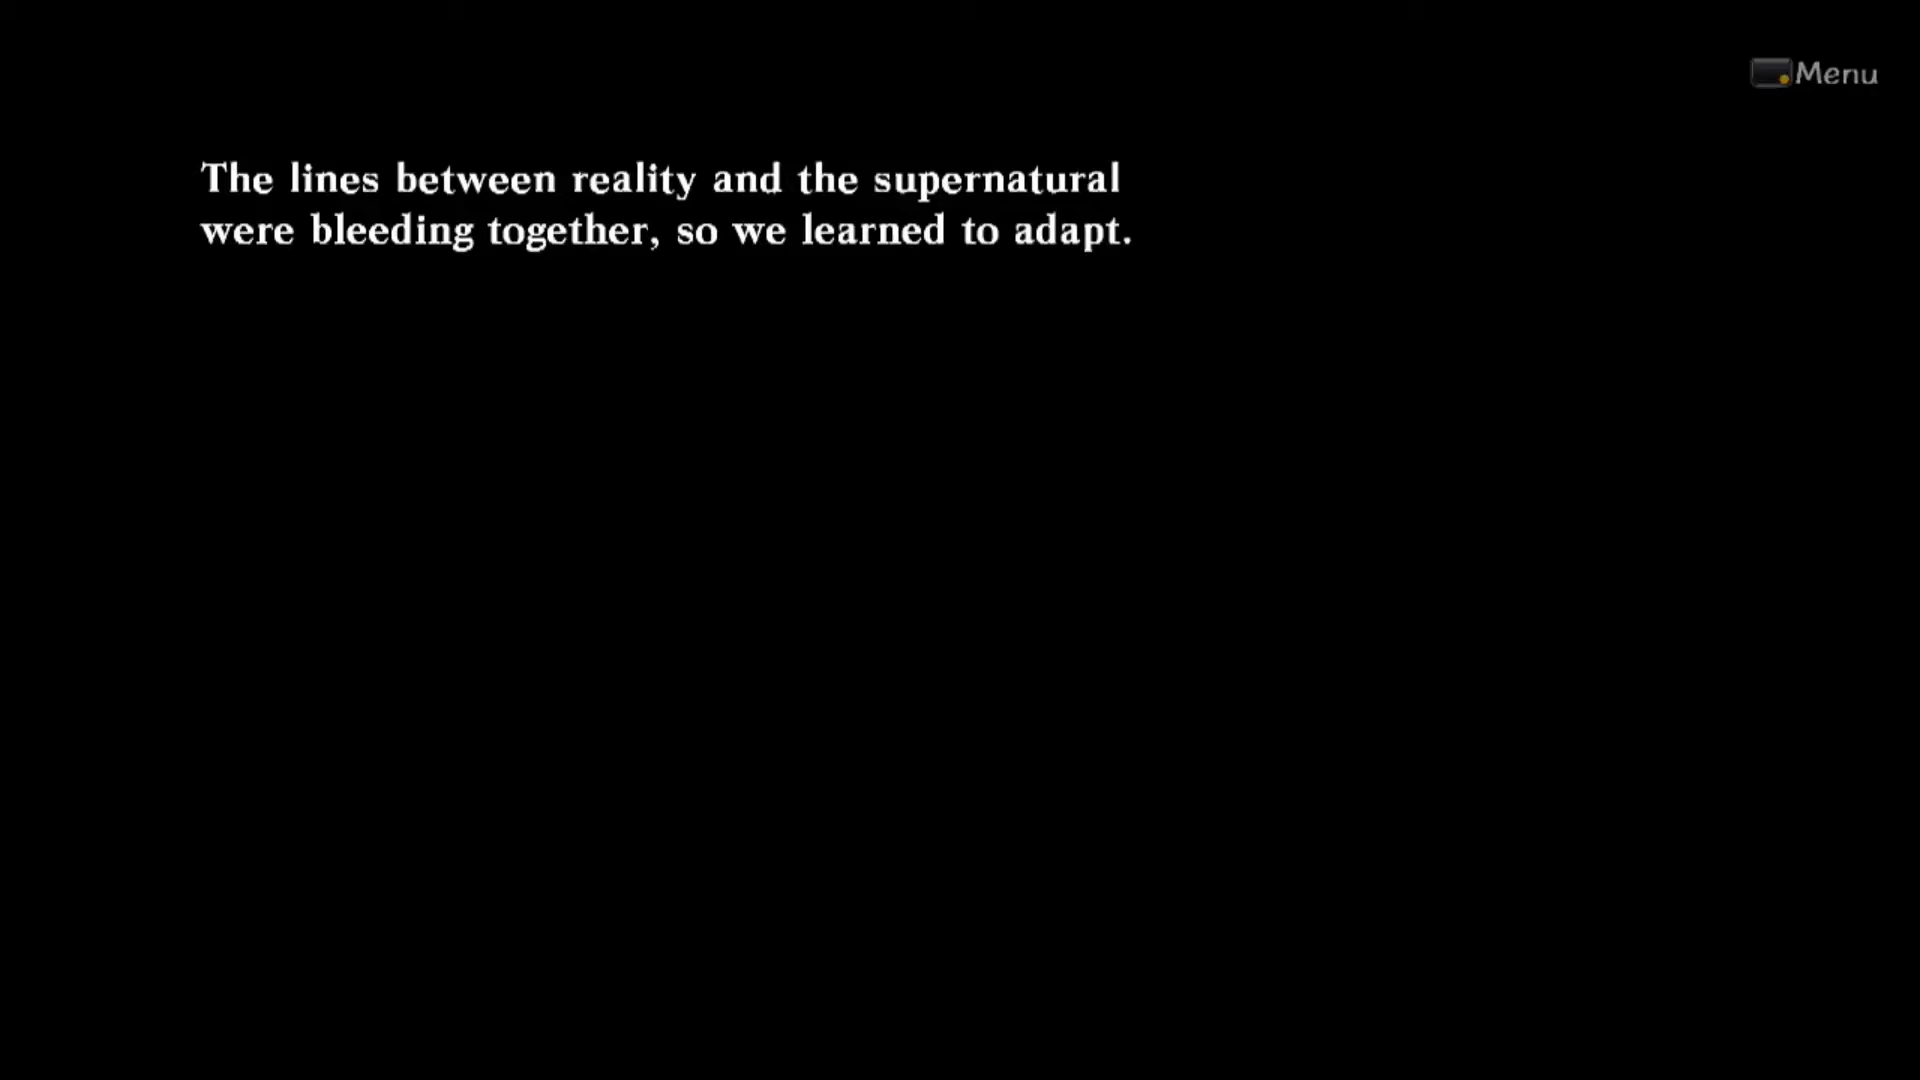 Menu
The lines between reality and the supernatural
were bleeding together, so we learned to adapt.